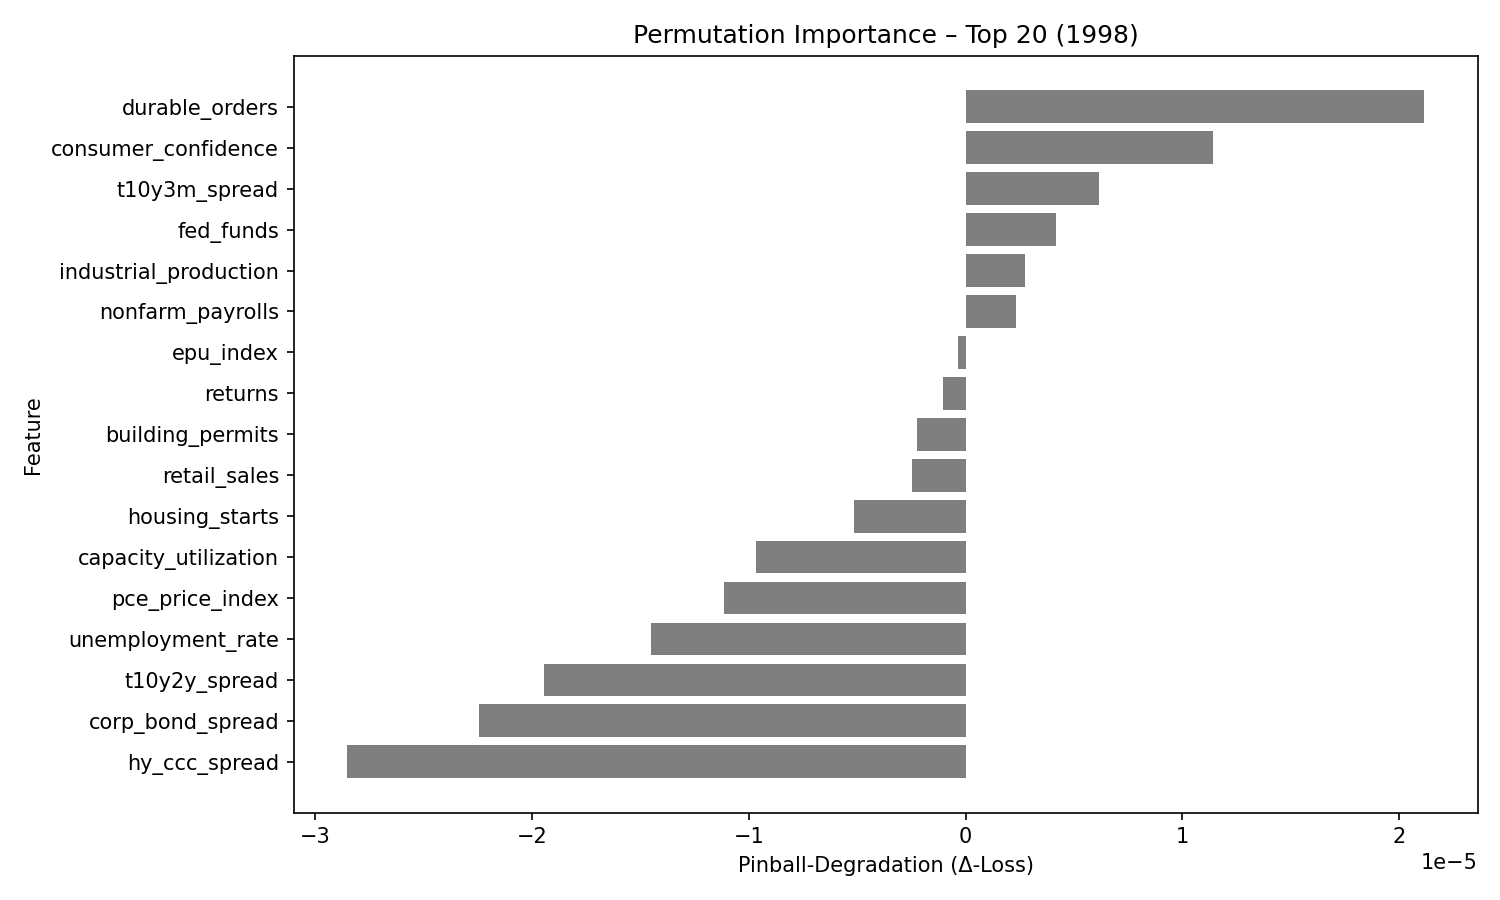 Permutation Importance – Top 20 (1998)
durable_orders
consumer_confidence
t10y3m_spread
fed_funds
industrial_production
nonfarm_payrolls
epu_index
returns
building_permits
retail_sales
housing_starts
capacity_utilization
pce_price_index
unemployment_rate
t10y2y_spread
corp_bond_spread
hy_ccc_spread
Feature
−3 −2 −1 0 1 2
1e−5
Pinball-Degradation (Δ-Loss)